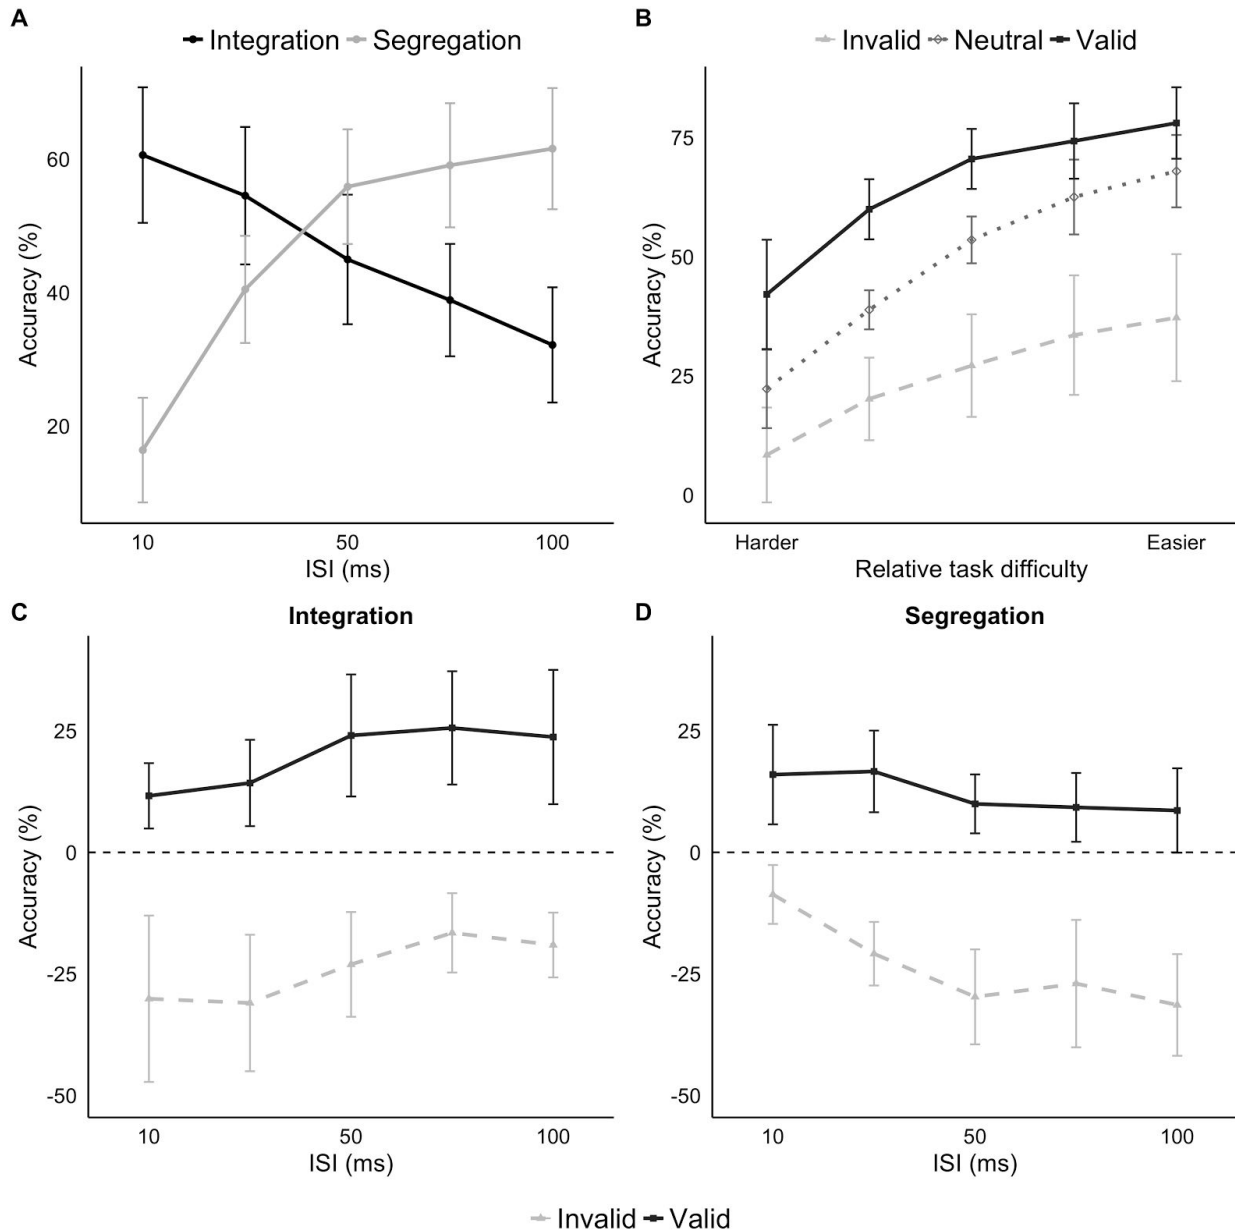 A
Integration Segregation
60
40
20
Accuracy (%)
10 50 100
ISI (ms)
B
Invalid Neutral Valid
75
50
25
0
Accuracy (%)
Harder Easier
Relative task difficulty
C
Integration
25
0
-25
-50
Accuracy (%)
10 50 100
ISI (ms)
D
Segregation
25
0
-25
-50
Accuracy (%)
10 50 100
ISI (ms)
Invalid Valid